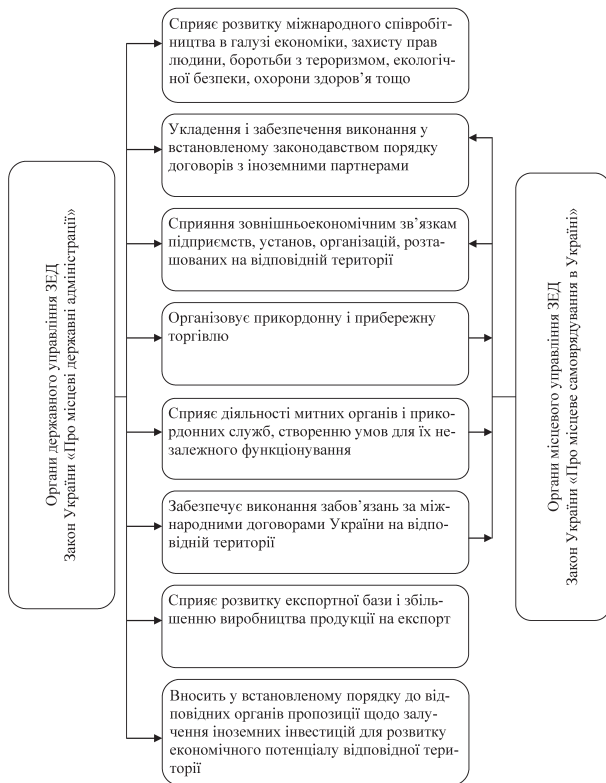 Органи державного управління ЗЕД
Закон України «Про місцеві державні адміністрації»
Сприяє розвитку міжнародного співробіт-
ництва в галузі економіки, захисту прав
людини, боротьби з тероризмом, екологіч-
ної безпеки, охорони здоров’я тощо
Укладення і забезпечення виконання у
встановленому законодавством порядку
договорів з іноземними партнерами
Сприяння зовнішньоекономічним зв’язкам
підприємств, установ, організацій, розта-
шованих на відповідній території
Організовує прикордонну і прибережну
торгівлю
Сприяє діяльності митних органів і прико-
рдонних служб, створенню умов для їх не-
залежного функціонування
Забезпечує виконання забов’язань за між-
народними договорами України на відпо-
відній території
Сприяє розвитку експортної бази і збіль-
шенню виробництва продукції на експорт
Вносить у встановленому порядку до від-
повідних органів пропозиції щодо залу-
чення іноземних інвестицій для розвитку
економічного потенціалу відповідної тери-
торії
Органи місцевого управління ЗЕД
Закон України «Про місцеве самоврядування в Україні»